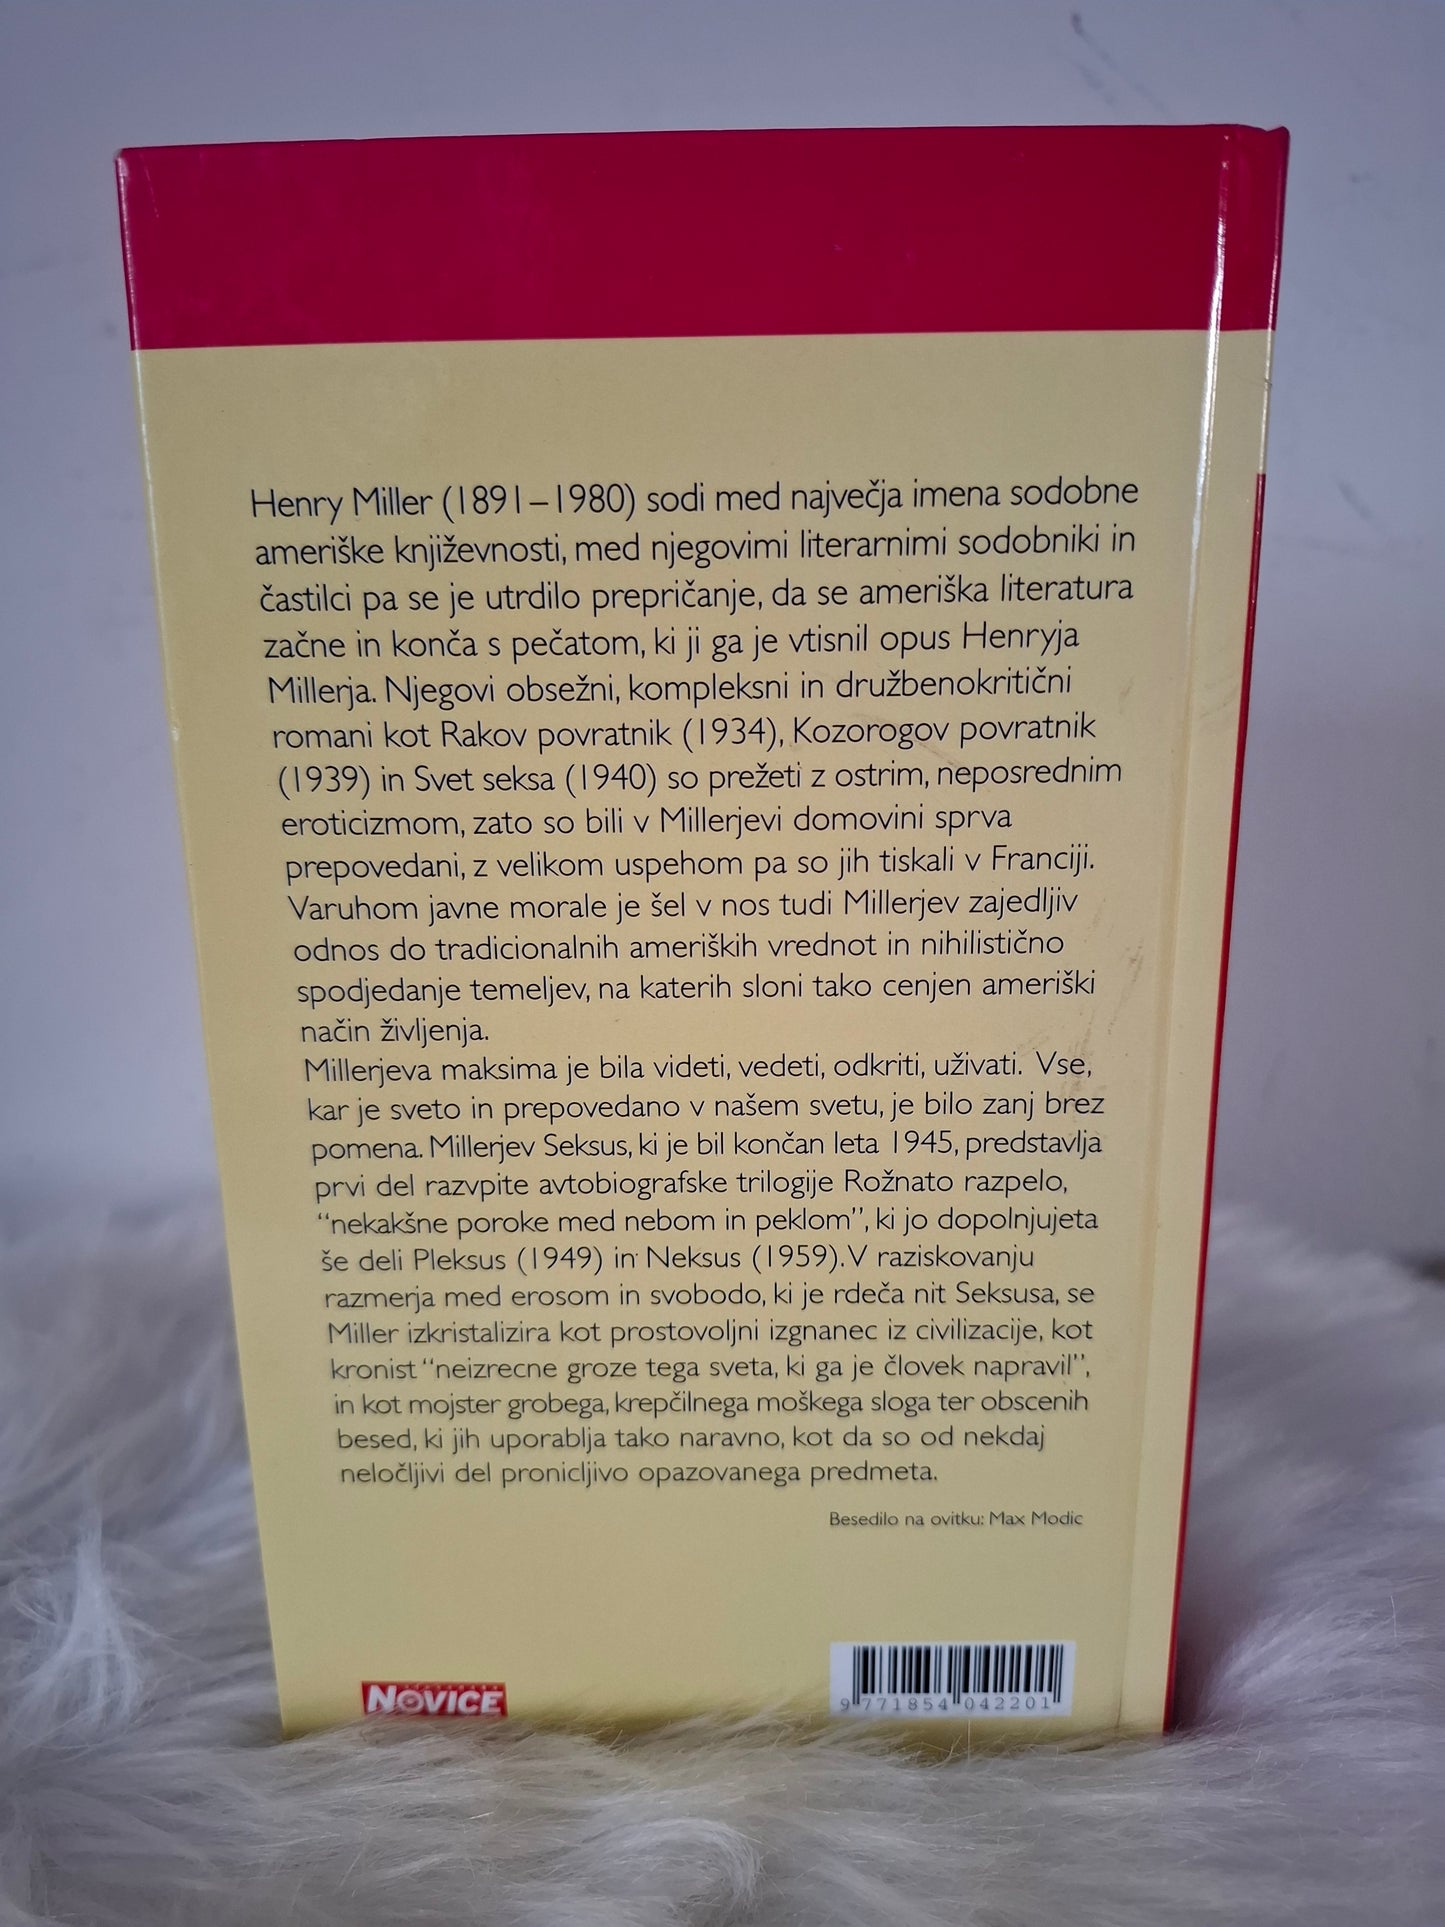 Henry Miller (1891–1980) sodi med največja imena sodobne
ameriške književnosti, med njegovimi literarnimi sodobniki in
častilci pa se je utrdilo prepričanje, da se ameriška literatura
začne in konča s pečatom, ki ji ga je vtisnil opus Henryja
Millerja. Njegovi obsežni, kompleksni in družbenokritični
romani kot Rakov povratnik (1934), Kozorogov povratnik
(1939) in Svet seksa (1940) so prežeti z ostrim, neposrednim
eroticizmom, zato so bili v Millerjevi domovini sprva
prepovedani, z velikom uspehom pa so jih tiskali v Franciji.
Varuhom javne morale je šel v nos tudi Millerjev zajedljiv
odnos do tradicionalnih ameriških vrednot in nihilistično
spodjedanje temeljev, na katerih sloni tako cenjen ameriški
način življenja.
Millerjeva maksima je bila videti, vedeti, odkriti, uživati. Vse,
kar je sveto in prepovedano v našem svetu, je bilo zanj brez
pomena. Millerjev Seksus, ki je bil končan leta 1945, predstavlja
prvi del razvpite avtobiografske trilogije Rožnato razpelo,
“nekakšne poroke med nebom in peklom”, ki jo dopolnjujeta
še deli Pleksus (1949) in Neksus (1959). V raziskovanju
razmerja med erosom in svobodo, ki je rdeča nit Seksusa, se
Miller izkristalizira kot prostovoljni izgnanec iz civilizacije, kot
kronist “neizrecne groze tega sveta, ki ga je človek napravil”,
in kot mojster grobega, krepčilnega moškega sloga ter obscenih
besed, ki jih uporablja tako naravno, kot da so od nekdaj
neločljivi del pronicljivo opazovanega predmeta.
Besedilo na ovitku: Max Modic
NOVICE
9 771854 042201